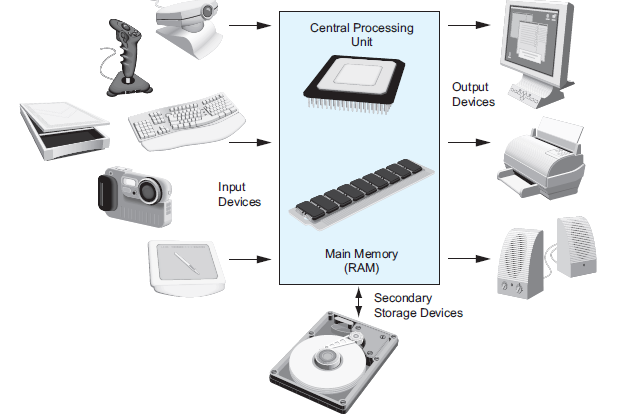 Central Processing
Unit
Output
Devices
Input
Devices
Main Memory
(RAM)
Secondary
Storage Devices